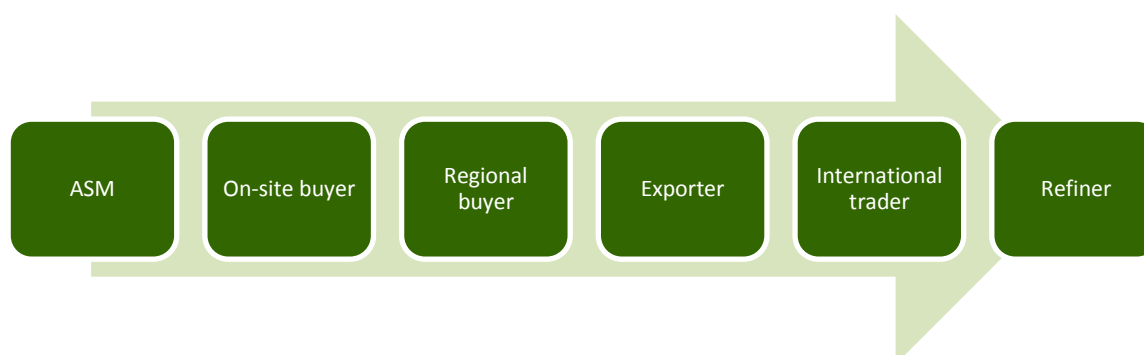 ASM
On-site buyer
Regional
buyer
Exporter
International
trader
Refiner